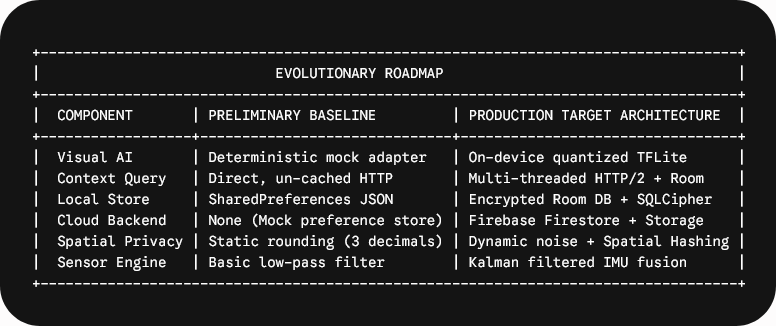 EVOLUTIONARY ROADMAP
COMPONENT | PRELIMINARY BASELINE | PRODUCTION TARGET ARCHITECTURE
Visual AI | Deterministic mock adapter | On-device quantized TFLite
Context Query | Direct, un-cached HTTP | Multi-threaded HTTP/2 + Room
Local Store | SharedPreferences JSON | Encrypted Room DB + SQLCipher
Cloud Backend | None (Mock preference store) | Firebase Firestore + Storage
Spatial Privacy | Static rounding (3 decimals) | Dynamic noise + Spatial Hashing
Sensor Engine | Basic low-pass filter | Kalman filtered IMU fusion